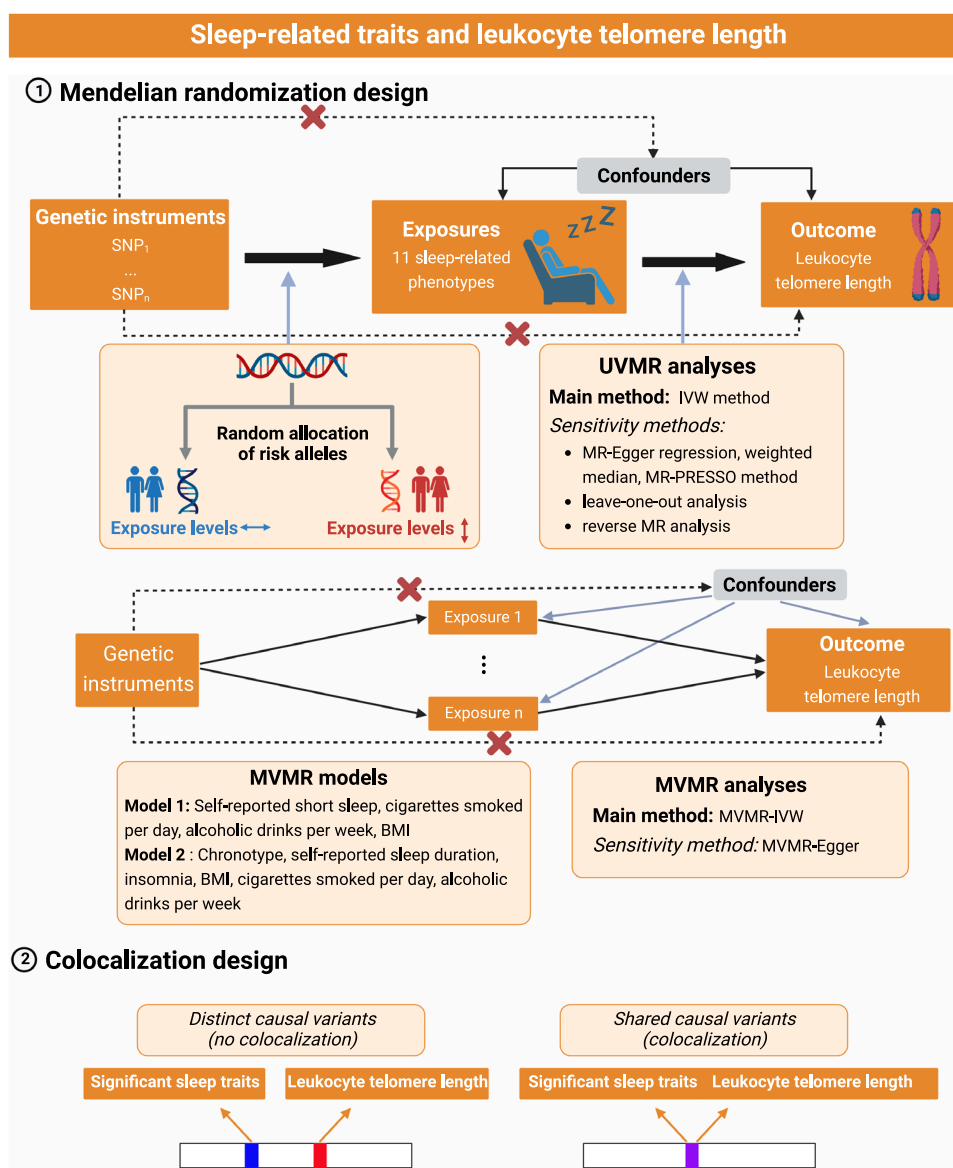 Sleep-related traits and leukocyte telomere length
① Mendelian randomization design
Confounders
Genetic instruments
SNP₁
...
SNPₙ
Exposures
11 sleep-related
phenotypes
zZZ
Outcome
Leukocyte
telomere length
Random allocation
of risk alleles
Exposure levels
Exposure levels
UVMR analyses
Main method: IVW method
Sensitivity methods:
• MR-Egger regression, weighted
median, MR-PRESSO method
• leave-one-out analysis
• reverse MR analysis
Confounders
Genetic
instruments
Exposure 1
⋮
Exposure n
Outcome
Leukocyte
telomere length
MVMR models
Model 1: Self-reported short sleep, cigarettes smoked
per day, alcoholic drinks per week, BMI
Model 2 : Chronotype, self-reported sleep duration,
insomnia, BMI, cigarettes smoked per day, alcoholic
drinks per week
MVMR analyses
Main method: MVMR-IVW
Sensitivity method: MVMR-Egger
② Colocalization design
Distinct causal variants
(no colocalization)
Significant sleep traits
Leukocyte telomere length
Shared causal variants
(colocalization)
Significant sleep traits Leukocyte telomere length